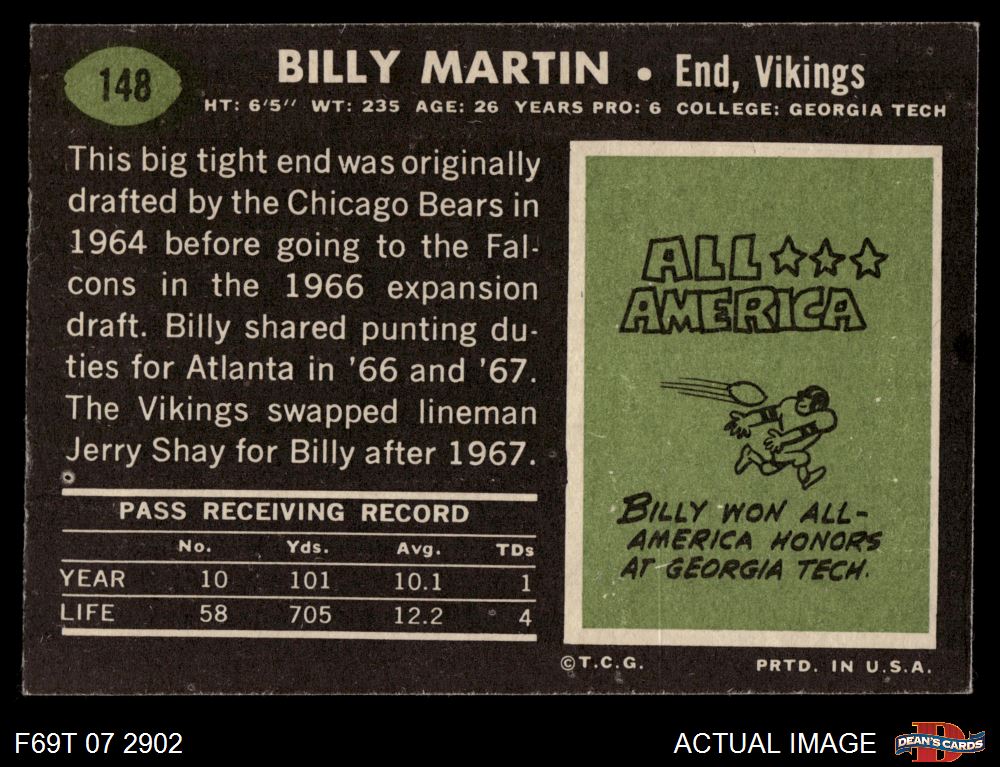 148
BILLY MARTIN • End, Vikings
HT: 6'5'' WT: 235 AGE: 26 YEARS PRO: 6 COLLEGE: GEORGIA TECH
This big tight end was originally
drafted by the Chicago Bears in
1964 before going to the Fal-
cons in the 1966 expansion
draft. Billy shared punting du-
ties for Atlanta in '66 and '67.
The Vikings swapped lineman
Jerry Shay for Billy after 1967.
PASS RECEIVING RECORD
No. Yds. Avg. TDs
YEAR 10 101 10.1 1
LIFE 58 705 12.2 4
ALL
AMERICA
BILLY WON ALL-
AMERICA HONORS
AT GEORGIA TECH.
©T.C.G. PRTD. IN U.S.A.
F69T 07 2902
ACTUAL IMAGE
DEAN'S CARDS